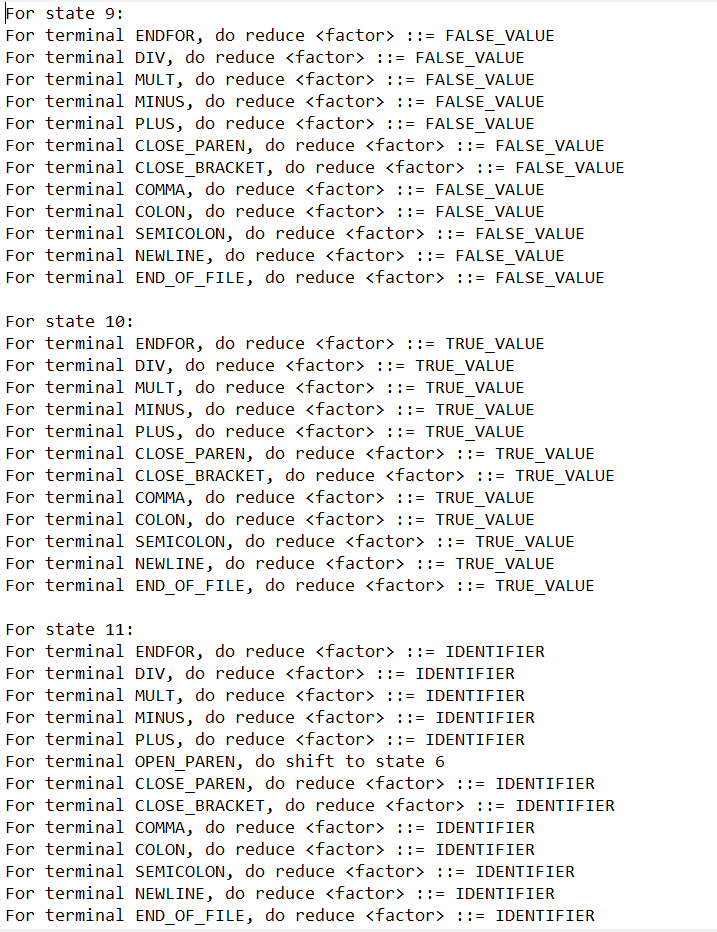 For state 9:
For terminal ENDFOR, do reduce <factor> ::= FALSE_VALUE
For terminal DIV, do reduce <factor> ::= FALSE_VALUE
For terminal MULT, do reduce <factor> ::= FALSE_VALUE
For terminal MINUS, do reduce <factor> ::= FALSE_VALUE
For terminal PLUS, do reduce <factor> ::= FALSE_VALUE
For terminal CLOSE_PAREN, do reduce <factor> ::= FALSE_VALUE
For terminal CLOSE_BRACKET, do reduce <factor> ::= FALSE_VALUE
For terminal COMMA, do reduce <factor> ::= FALSE_VALUE
For terminal COLON, do reduce <factor> ::= FALSE_VALUE
For terminal SEMICOLON, do reduce <factor> ::= FALSE_VALUE
For terminal NEWLINE, do reduce <factor> ::= FALSE_VALUE
For terminal END_OF_FILE, do reduce <factor> ::= FALSE_VALUE

For state 10:
For terminal ENDFOR, do reduce <factor> ::= TRUE_VALUE
For terminal DIV, do reduce <factor> ::= TRUE_VALUE
For terminal MULT, do reduce <factor> ::= TRUE_VALUE
For terminal MINUS, do reduce <factor> ::= TRUE_VALUE
For terminal PLUS, do reduce <factor> ::= TRUE_VALUE
For terminal CLOSE_PAREN, do reduce <factor> ::= TRUE_VALUE
For terminal CLOSE_BRACKET, do reduce <factor> ::= TRUE_VALUE
For terminal COMMA, do reduce <factor> ::= TRUE_VALUE
For terminal COLON, do reduce <factor> ::= TRUE_VALUE
For terminal SEMICOLON, do reduce <factor> ::= TRUE_VALUE
For terminal NEWLINE, do reduce <factor> ::= TRUE_VALUE
For terminal END_OF_FILE, do reduce <factor> ::= TRUE_VALUE

For state 11:
For terminal ENDFOR, do reduce <factor> ::= IDENTIFIER
For terminal DIV, do reduce <factor> ::= IDENTIFIER
For terminal MULT, do reduce <factor> ::= IDENTIFIER
For terminal MINUS, do reduce <factor> ::= IDENTIFIER
For terminal PLUS, do reduce <factor> ::= IDENTIFIER
For terminal OPEN_PAREN, do shift to state 6
For terminal CLOSE_PAREN, do reduce <factor> ::= IDENTIFIER
For terminal CLOSE_BRACKET, do reduce <factor> ::= IDENTIFIER
For terminal COMMA, do reduce <factor> ::= IDENTIFIER
For terminal COLON, do reduce <factor> ::= IDENTIFIER
For terminal SEMICOLON, do reduce <factor> ::= IDENTIFIER
For terminal NEWLINE, do reduce <factor> ::= IDENTIFIER
For terminal END_OF_FILE, do reduce <factor> ::= IDENTIFIER